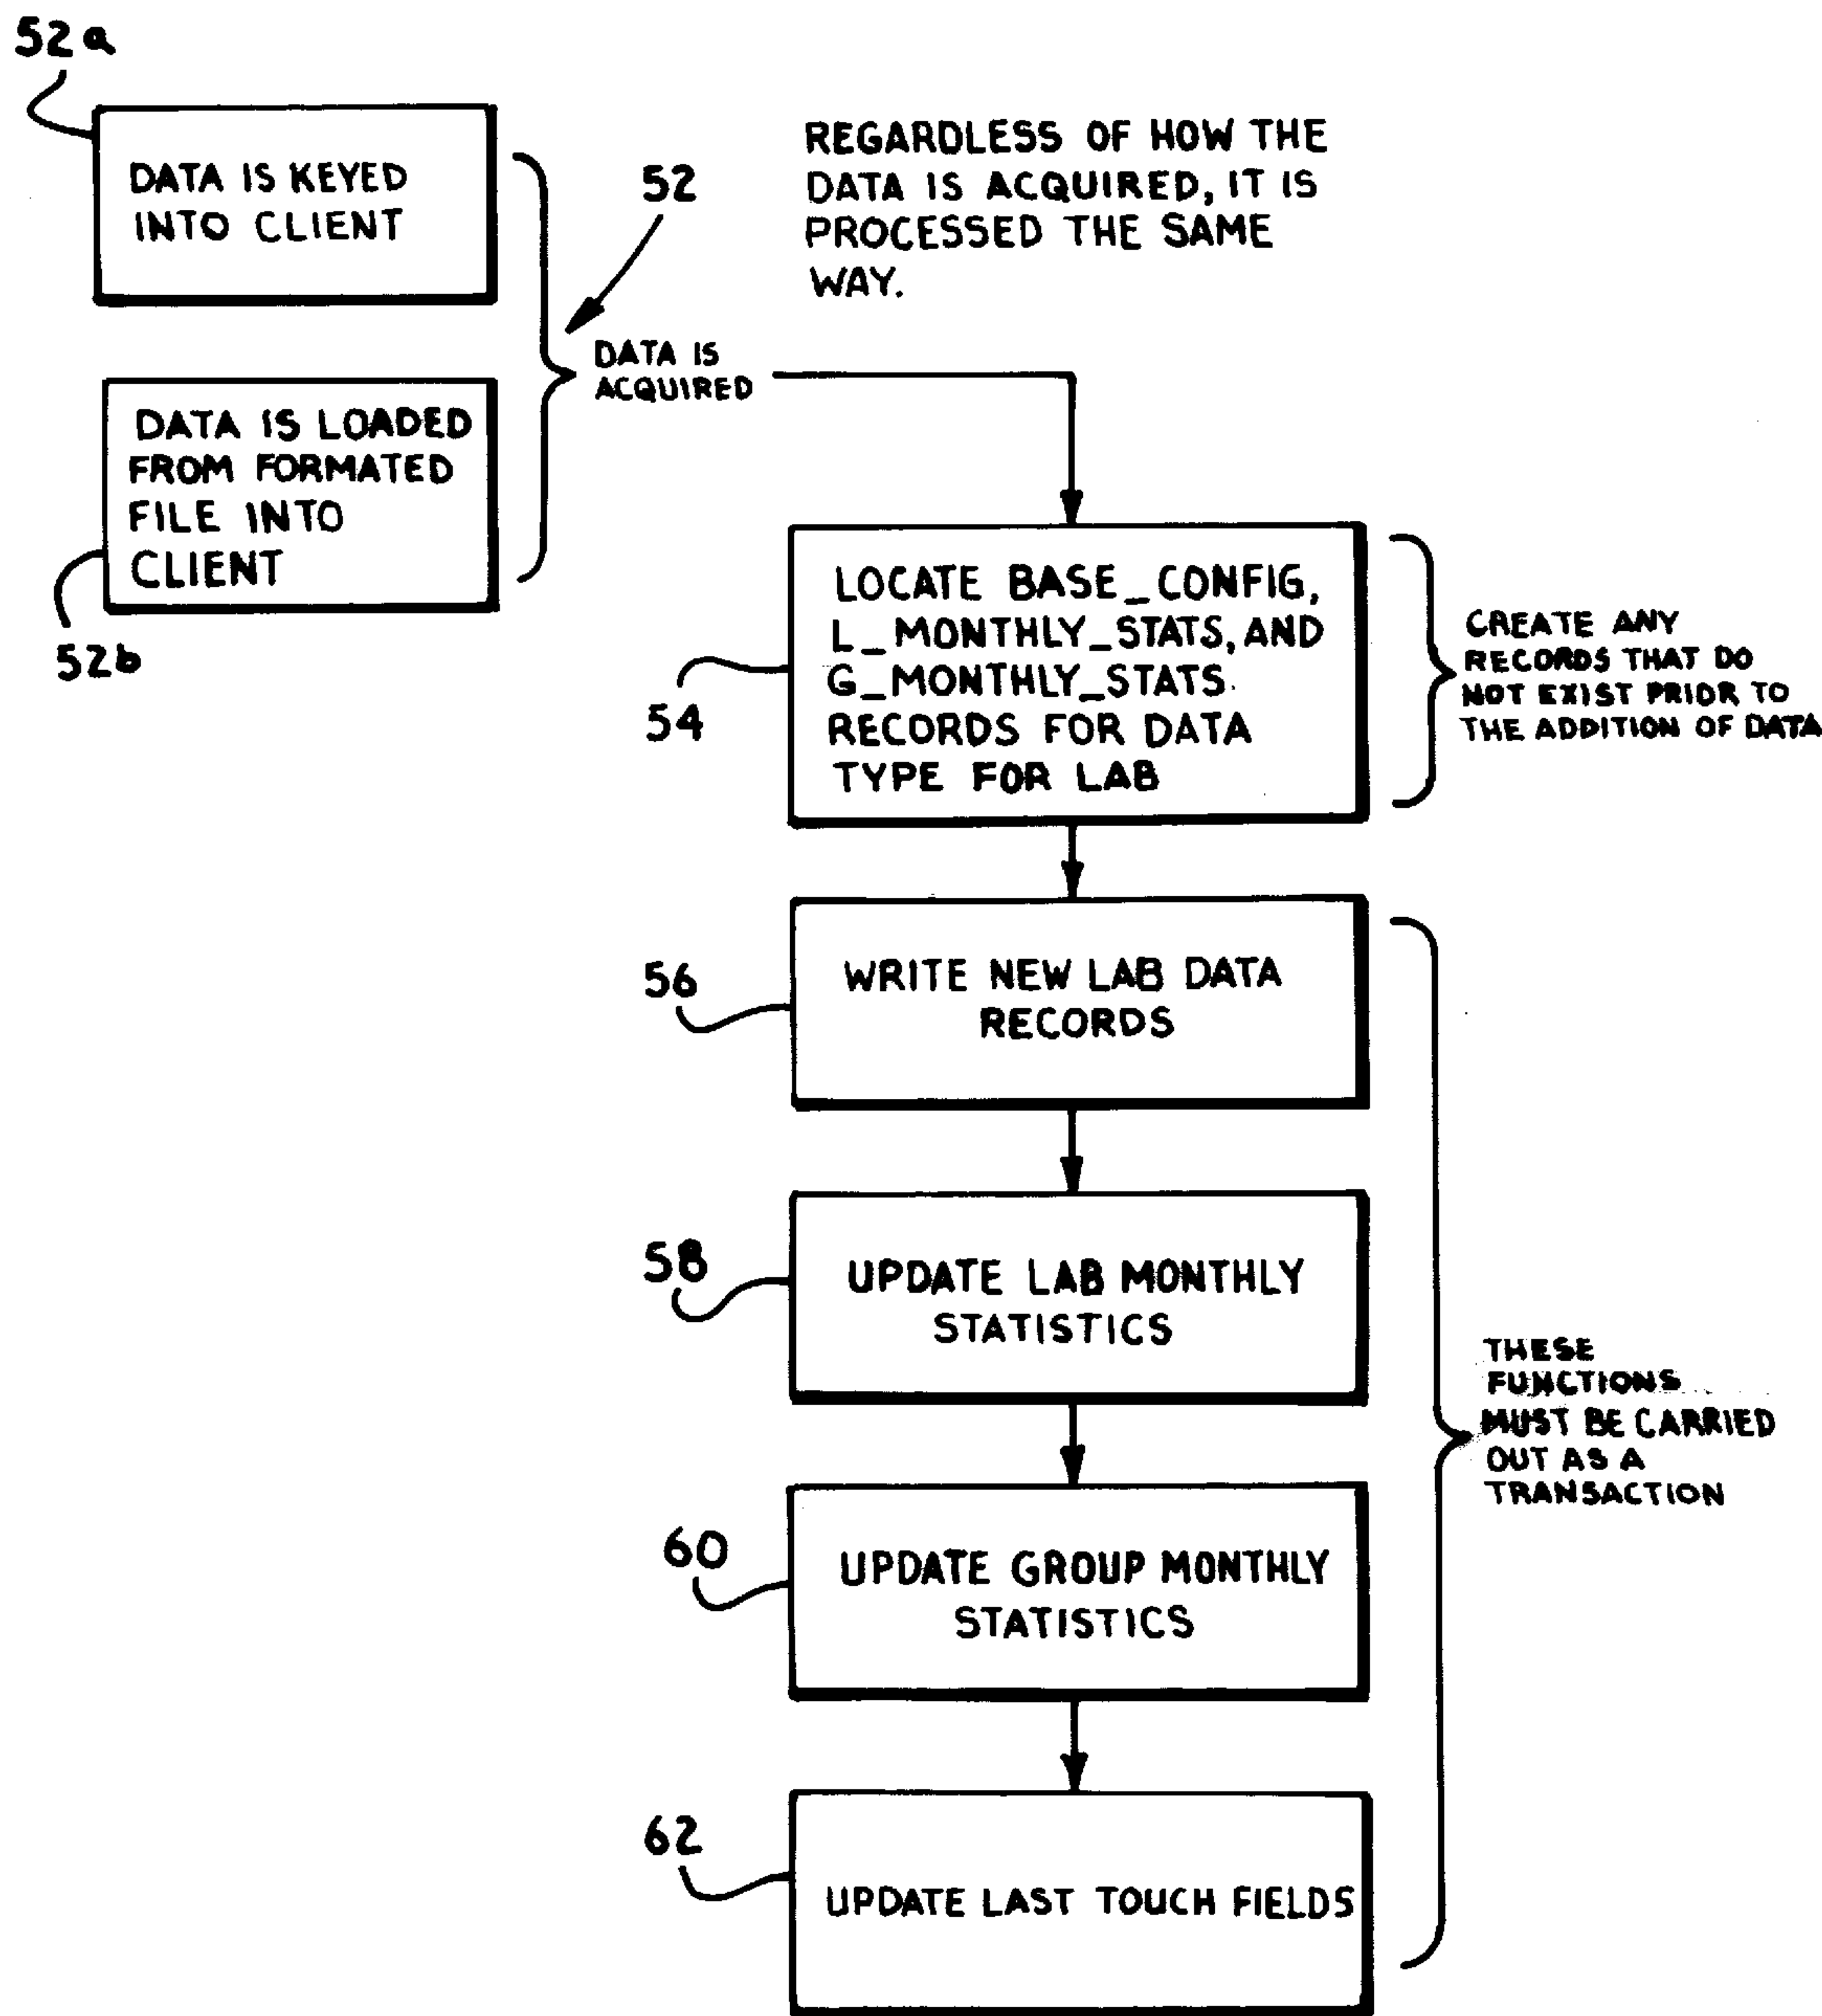 52a
DATA IS KEYED
INTO CLIENT
52
REGARDLESS OF HOW THE
DATA IS ACQUIRED, IT IS
PROCESSED THE SAME
WAY.
DATA IS
ACQUIRED
DATA IS LOADED
FROM FORMATED
FILE INTO
CLIENT
52b
LOCATE BASE_CONFIG,
L_MONTHLY_STATS, AND
G_MONTHLY_STATS
RECORDS FOR DATA
TYPE FOR LAB
54
CREATE ANY
RECORDS THAT DO
NOT EXIST PRIOR TO
THE ADDITION OF DATA
56
WRITE NEW LAB DATA
RECORDS
58
UPDATE LAB MONTHLY
STATISTICS
THESE
FUNCTIONS
MUST BE CARRIED
OUT AS A
TRANSACTION
60
UPDATE GROUP MONTHLY
STATISTICS
62
UPDATE LAST TOUCH FIELDS